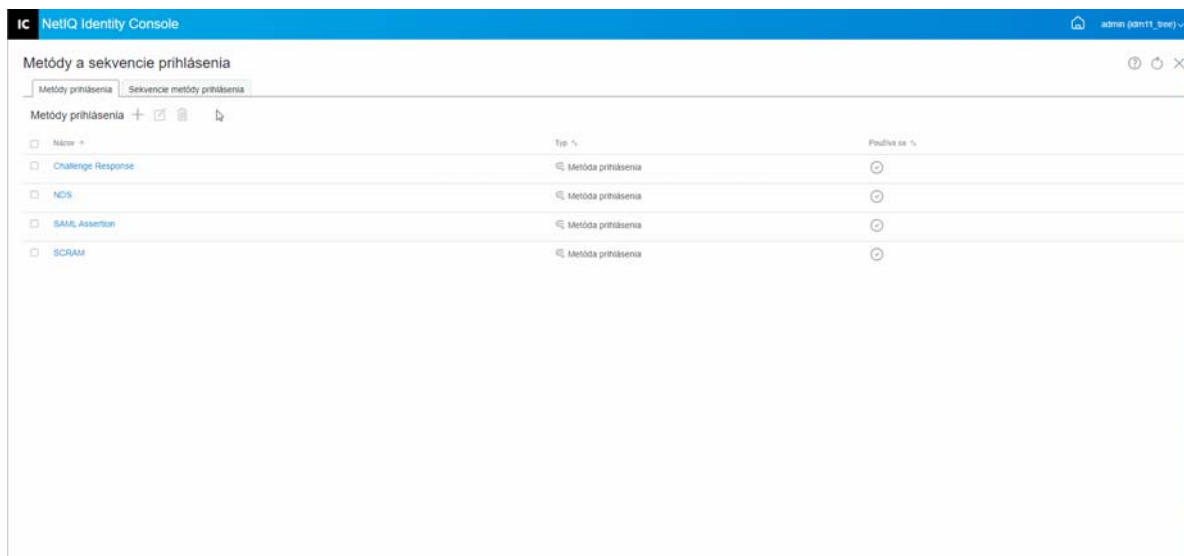 IC NetIQ Identity Console
admin (idm11_tree)
Metódy a sekvencie prihlásenia
Metódy prihlásenia Sekvencie metódy prihlásenia
Metódy prihlásenia
Názov Typ Používa sa
Challenge Response Metóda prihlásenia
NDS Metóda prihlásenia
SAML Assertion Metóda prihlásenia
SCRAM Metóda prihlásenia